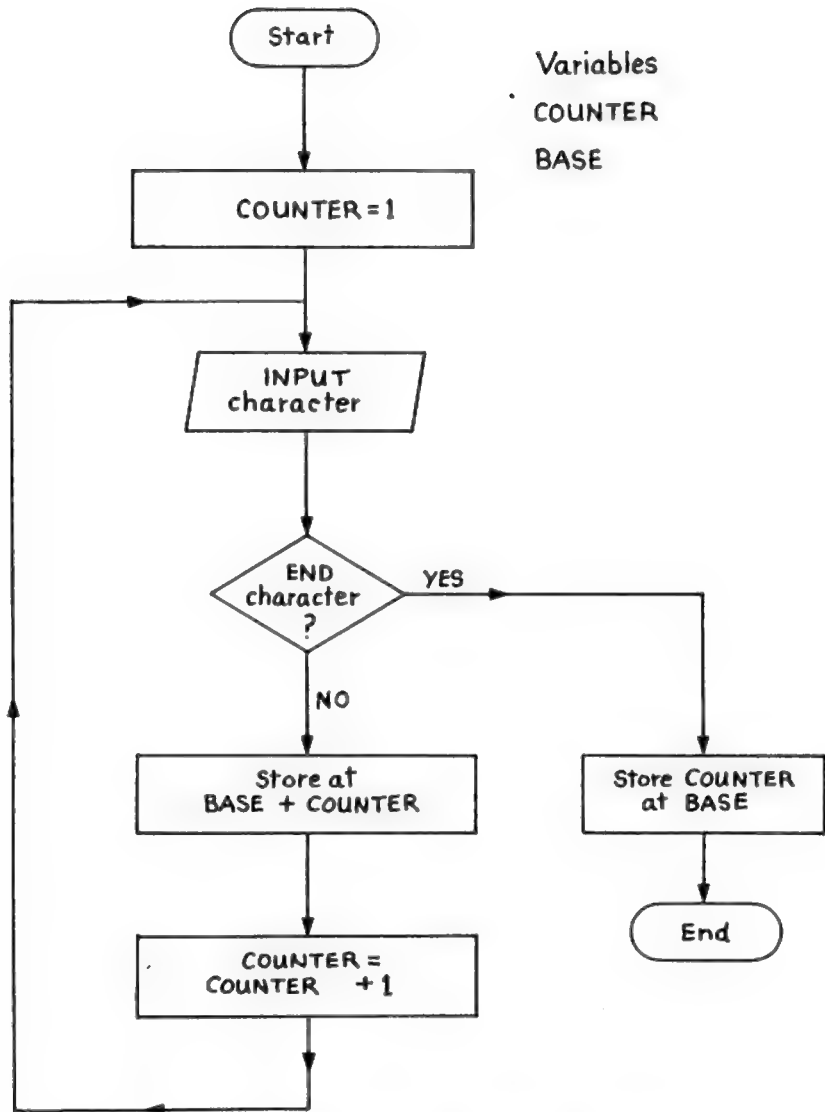 Start
Variables
COUNTER
BASE
COUNTER = 1
INPUT
character
END
character
?
YES
NO
Store at
BASE + COUNTER
Store COUNTER
at BASE
COUNTER =
COUNTER + 1
End